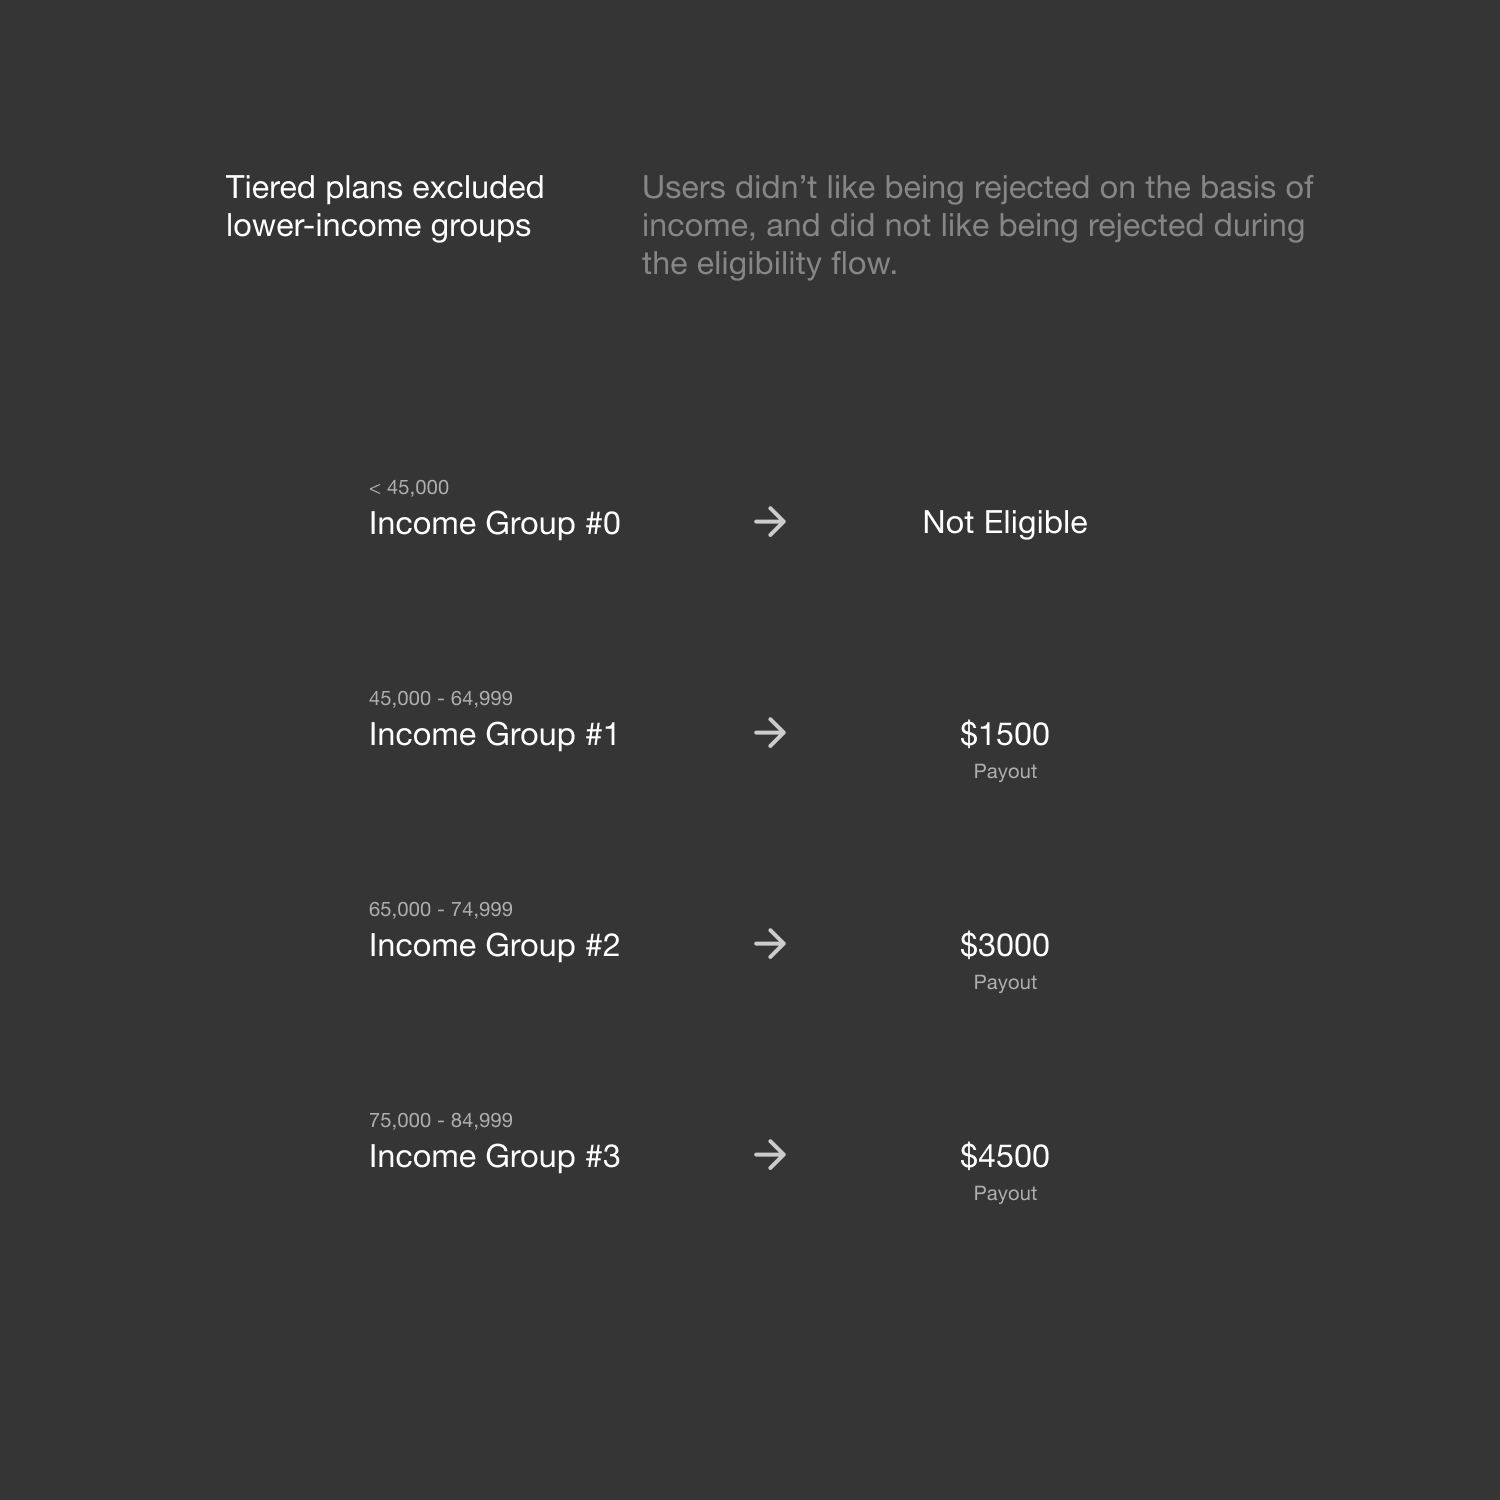 Tiered plans excluded
lower-income groups
Users didn’t like being rejected on the basis of
income, and did not like being rejected during
the eligibility flow.
< 45,000
Income Group #0
Not Eligible
45,000 - 64,999
Income Group #1
$1500
Payout
65,000 - 74,999
Income Group #2
$3000
Payout
75,000 - 84,999
Income Group #3
$4500
Payout